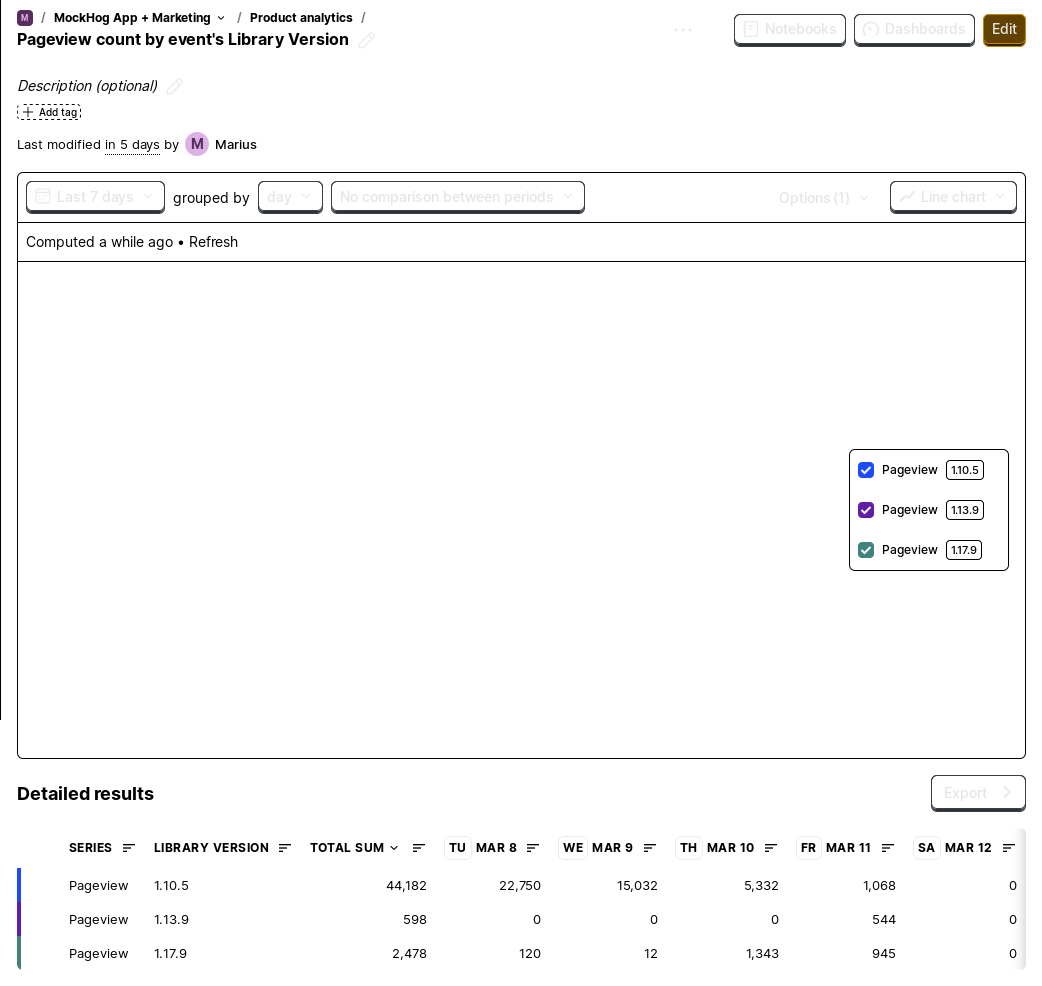 M / MockHog App + Marketing / Product analytics /
Pageview count by event's Library Version
Notebooks
Dashboards
Edit
Description (optional)
Add tag
Last modified in 5 days by M Marius
Last 7 days grouped by day No comparison between periods Options (1) Line chart
Computed a while ago • Refresh
Pageview 1.10.5
Pageview 1.13.9
Pageview 1.17.9
Detailed results
Export
SERIES LIBRARY VERSION TOTAL SUM TU MAR 8 WE MAR 9 TH MAR 10 FR MAR 11 SA MAR 12
Pageview 1.10.5 44,182 22,750 15,032 5,332 1,068 0
Pageview 1.13.9 598 0 0 0 544 0
Pageview 1.17.9 2,478 120 12 1,343 945 0